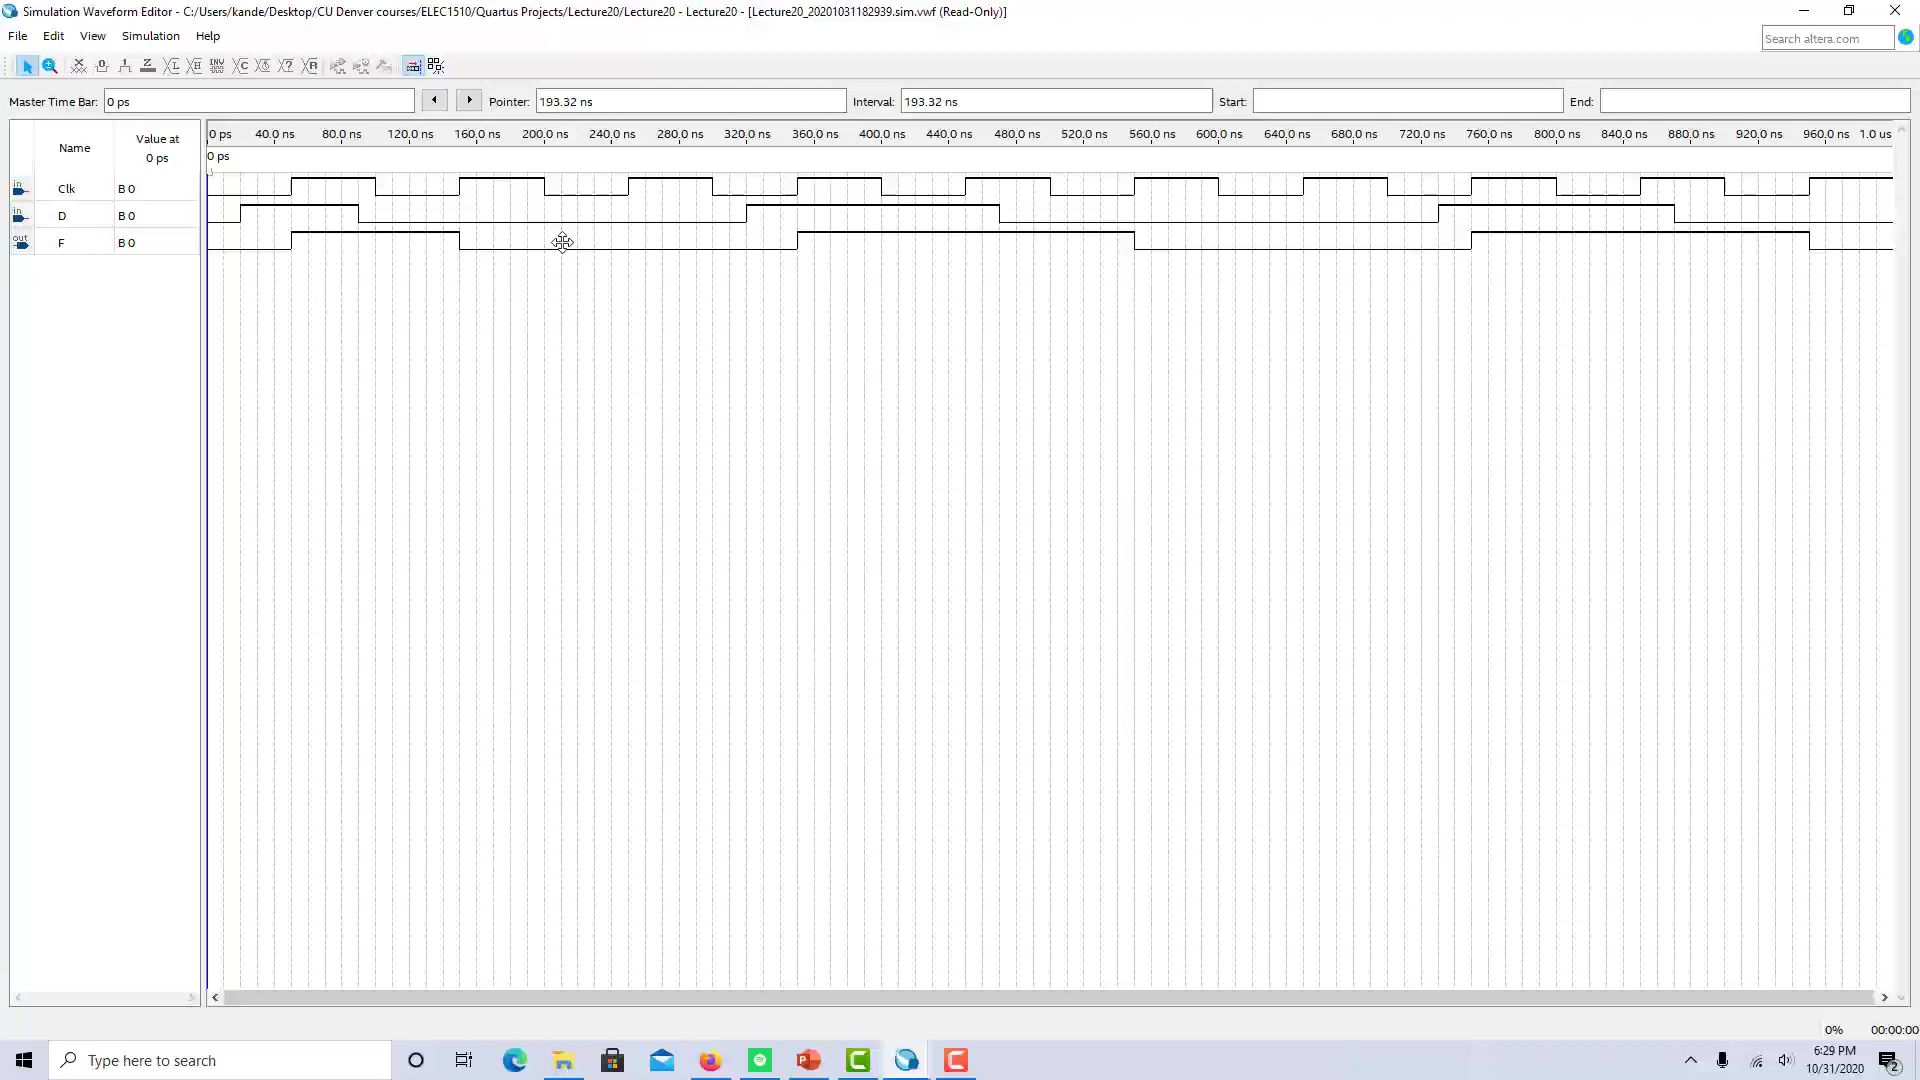 Simulation Waveform Editor - C:/Users/kande/Desktop/CU Denver courses/ELEC1510/Quartus Projects/Lecture20/Lecture20 - Lecture20 - [Lecture20_20201031182939.sim.vwf (Read-Only)]
File Edit View Simulation Help
Search altera.com
Master Time Bar: 0 ps Pointer: 193.32 ns Interval: 193.32 ns Start: End:
Name Value at 0 ps
0 ps 40.0 ns 80.0 ns 120.0 ns 160.0 ns 200.0 ns 240.0 ns 280.0 ns 320.0 ns 360.0 ns 400.0 ns 440.0 ns 480.0 ns 520.0 ns 560.0 ns 600.0 ns 640.0 ns 680.0 ns 720.0 ns 760.0 ns 800.0 ns 840.0 ns 880.0 ns 920.0 ns 960.0 ns 1.0 us
0 ps
in Clk B 0
in D B 0
out F B 0
0% 00:00:00
Type here to search
6:29 PM
10/31/2020
2